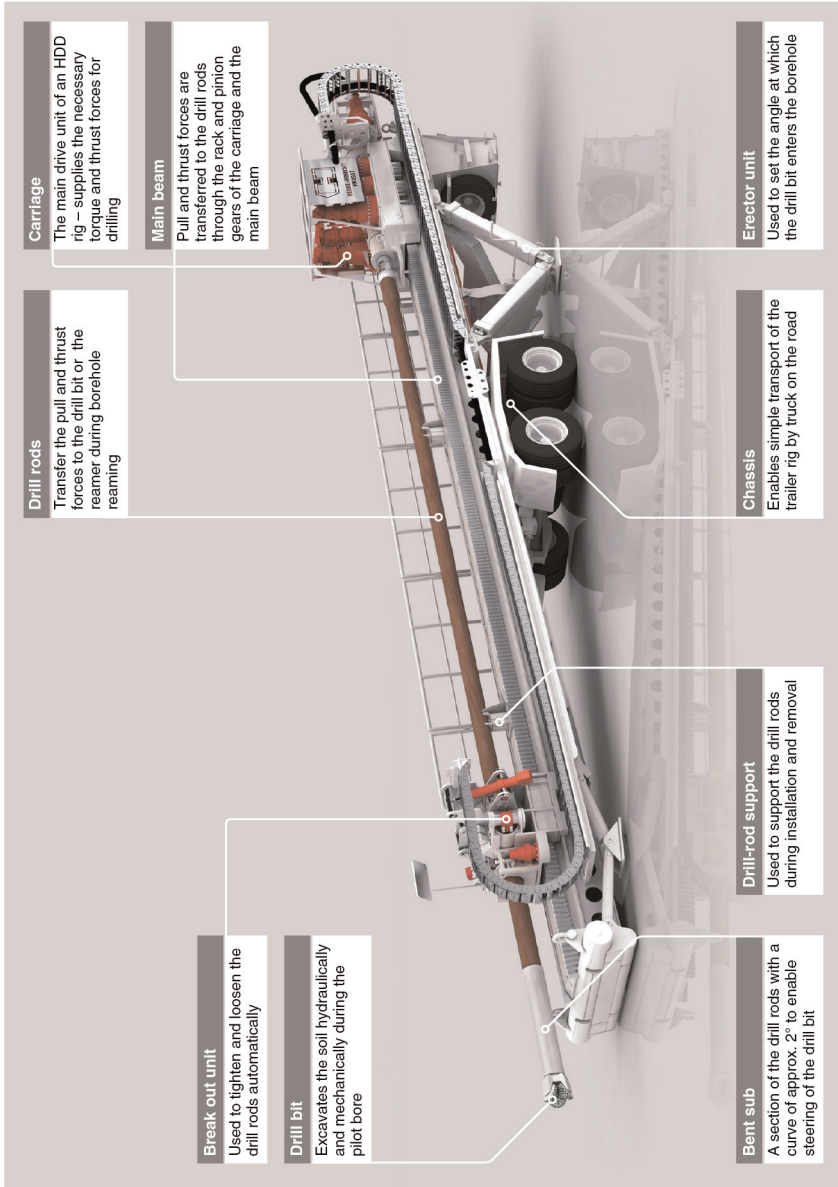 Break out unit
Used to tighten and loosen the
drill rods automatically
Drill bit
Excavates the soil hydraulically
and mechanically during the
pilot bore
Drill rods
Transfer the pull and thrust
forces to the drill bit or the
reamer during borehole
reaming
Carriage
The main drive unit of an HDD
rig – supplies the necessary
torque and thrust forces for
drilling
Main beam
Pull and thrust forces are
transferred to the drill rods
through the rack and pinion
gears of the carriage and the
main beam
Bent sub
A section of the drill rods with a
curve of approx. 2° to enable
steering of the drill bit
Drill-rod support
Used to support the drill rods
during installation and removal
Chassis
Enables simple transport of the
trailer rig by truck on the road
Erector unit
Used to set the angle at which
the drill bit enters the borehole
HERRENKNECHT